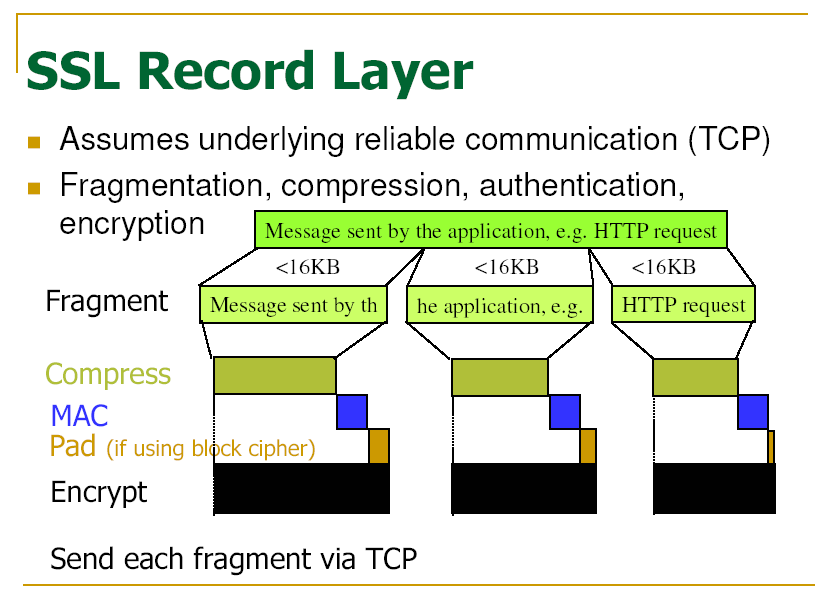 SSL Record Layer
Assumes underlying reliable communication (TCP)
Fragmentation, compression, authentication,
encryption
Message sent by the application, e.g. HTTP request
<16KB <16KB <16KB
Fragment
Message sent by th he application, e.g. HTTP request
Compress
MAC
Pad (if using block cipher)
Encrypt
Send each fragment via TCP